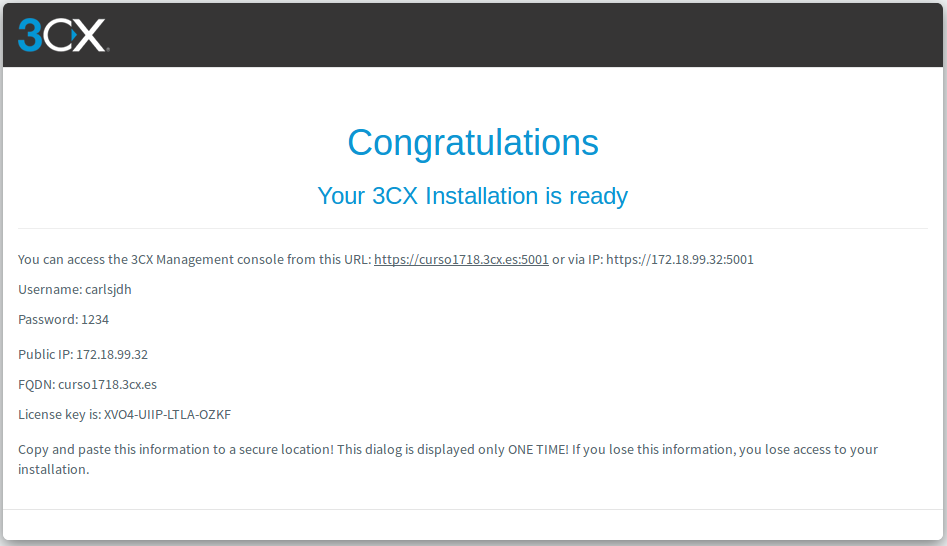 3CX
Congratulations
Your 3CX Installation is ready
You can access the 3CX Management console from this URL: https://curso1718.3cx.es:5001 or via IP: https://172.18.99.32:5001
Username: carlsjdh
Password: 1234
Public IP: 172.18.99.32
FQDN: curso1718.3cx.es
License key is: XVO4-UIIP-LTLA-OZKF
Copy and paste this information to a secure location! This dialog is displayed only ONE TIME! If you lose this information, you lose access to your
installation.